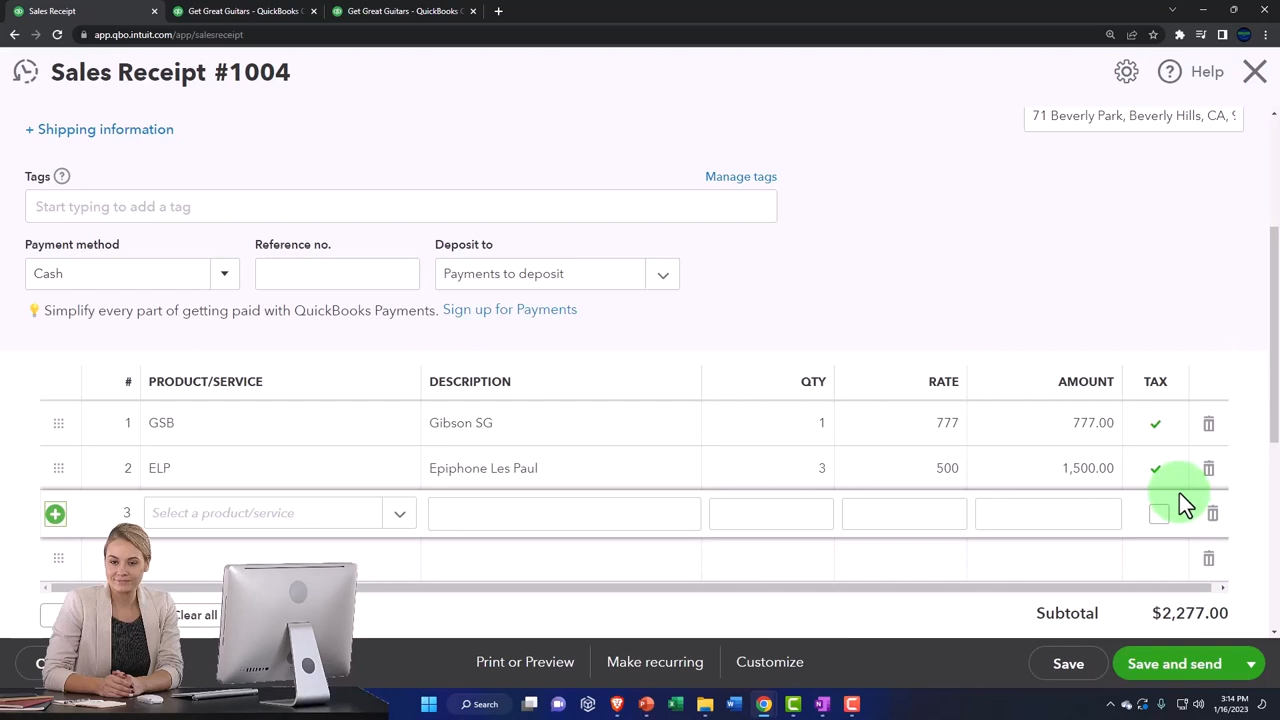 Sales Receipt
Get Great Guitars - QuickBooks C
Get Great Guitars - QuickBooks C
app.qbo.intuit.com/app/salesreceipt
Sales Receipt #1004
Help
+ Shipping information
71 Beverly Park, Beverly Hills, CA,
Tags
Manage tags
Start typing to add a tag
Payment method
Reference no.
Deposit to
Cash
Payments to deposit
Simplify every part of getting paid with QuickBooks Payments. Sign up for Payments
# PRODUCT/SERVICE DESCRIPTION QTY RATE AMOUNT TAX
1 GSB Gibson SG 1 777 777.00
2 ELP Epiphone Les Paul 3 500 1,500.00
3 Select a product/service
Clear all
Subtotal $2,277.00
Print or Preview
Make recurring
Customize
Save
Save and send
Search
3:14 PM
1/16/2023